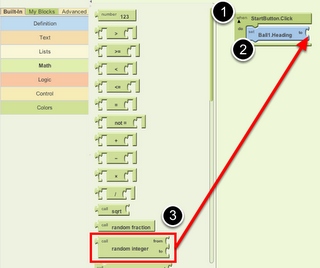 Built-In My Blocks Advanced
Definition
Text
Lists
Math
Logic
Control
Colors
number 123
>
>=
<
<=
=
not =
+
-
/
call sqrt
call random fraction
call random integer from
to
1
when StartButton.Click
do
2
set Ball1.Heading to
3